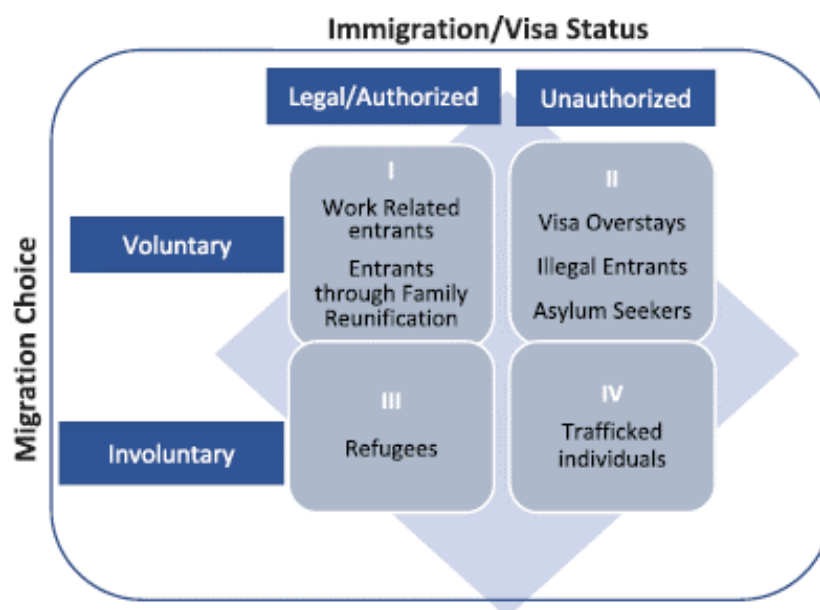 Immigration/Visa Status
Legal/Authorized
Unauthorized
Migration Choice
Voluntary
I
Work Related
entrants
Entrants
through Family
Reunification
II
Visa Overstays
Illegal Entrants
Asylum Seekers
Involuntary
III
Refugees
IV
Trafficked
individuals